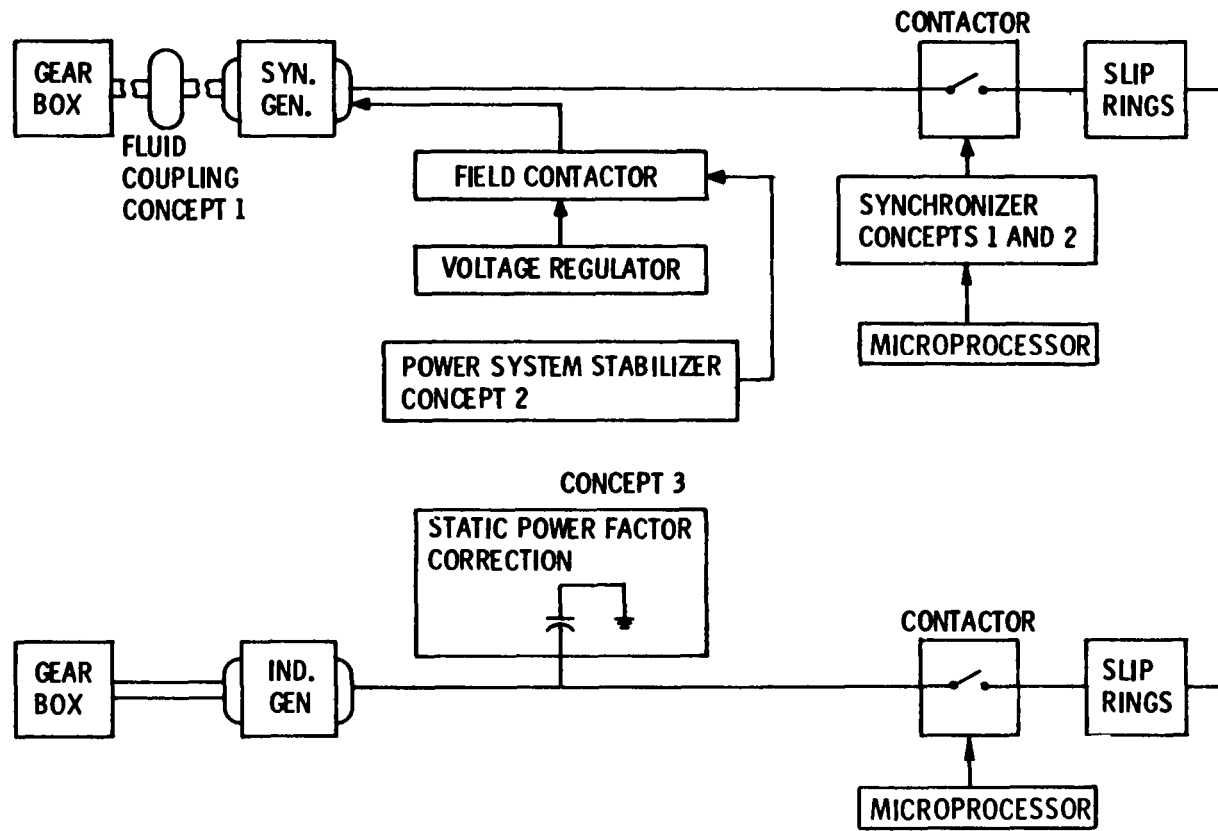 CONTACTOR
GEAR
BOX
SYN.
GEN.
SLIP
RINGS
FLUID
COUPLING
CONCEPT 1
FIELD CONTACTOR
SYNCHRONIZER
CONCEPTS 1 AND 2
VOLTAGE REGULATOR
MICROPROCESSOR
POWER SYSTEM STABILIZER
CONCEPT 2
CONCEPT 3
STATIC POWER FACTOR
CORRECTION
CONTACTOR
GEAR
BOX
IND.
GEN
SLIP
RINGS
MICROPROCESSOR